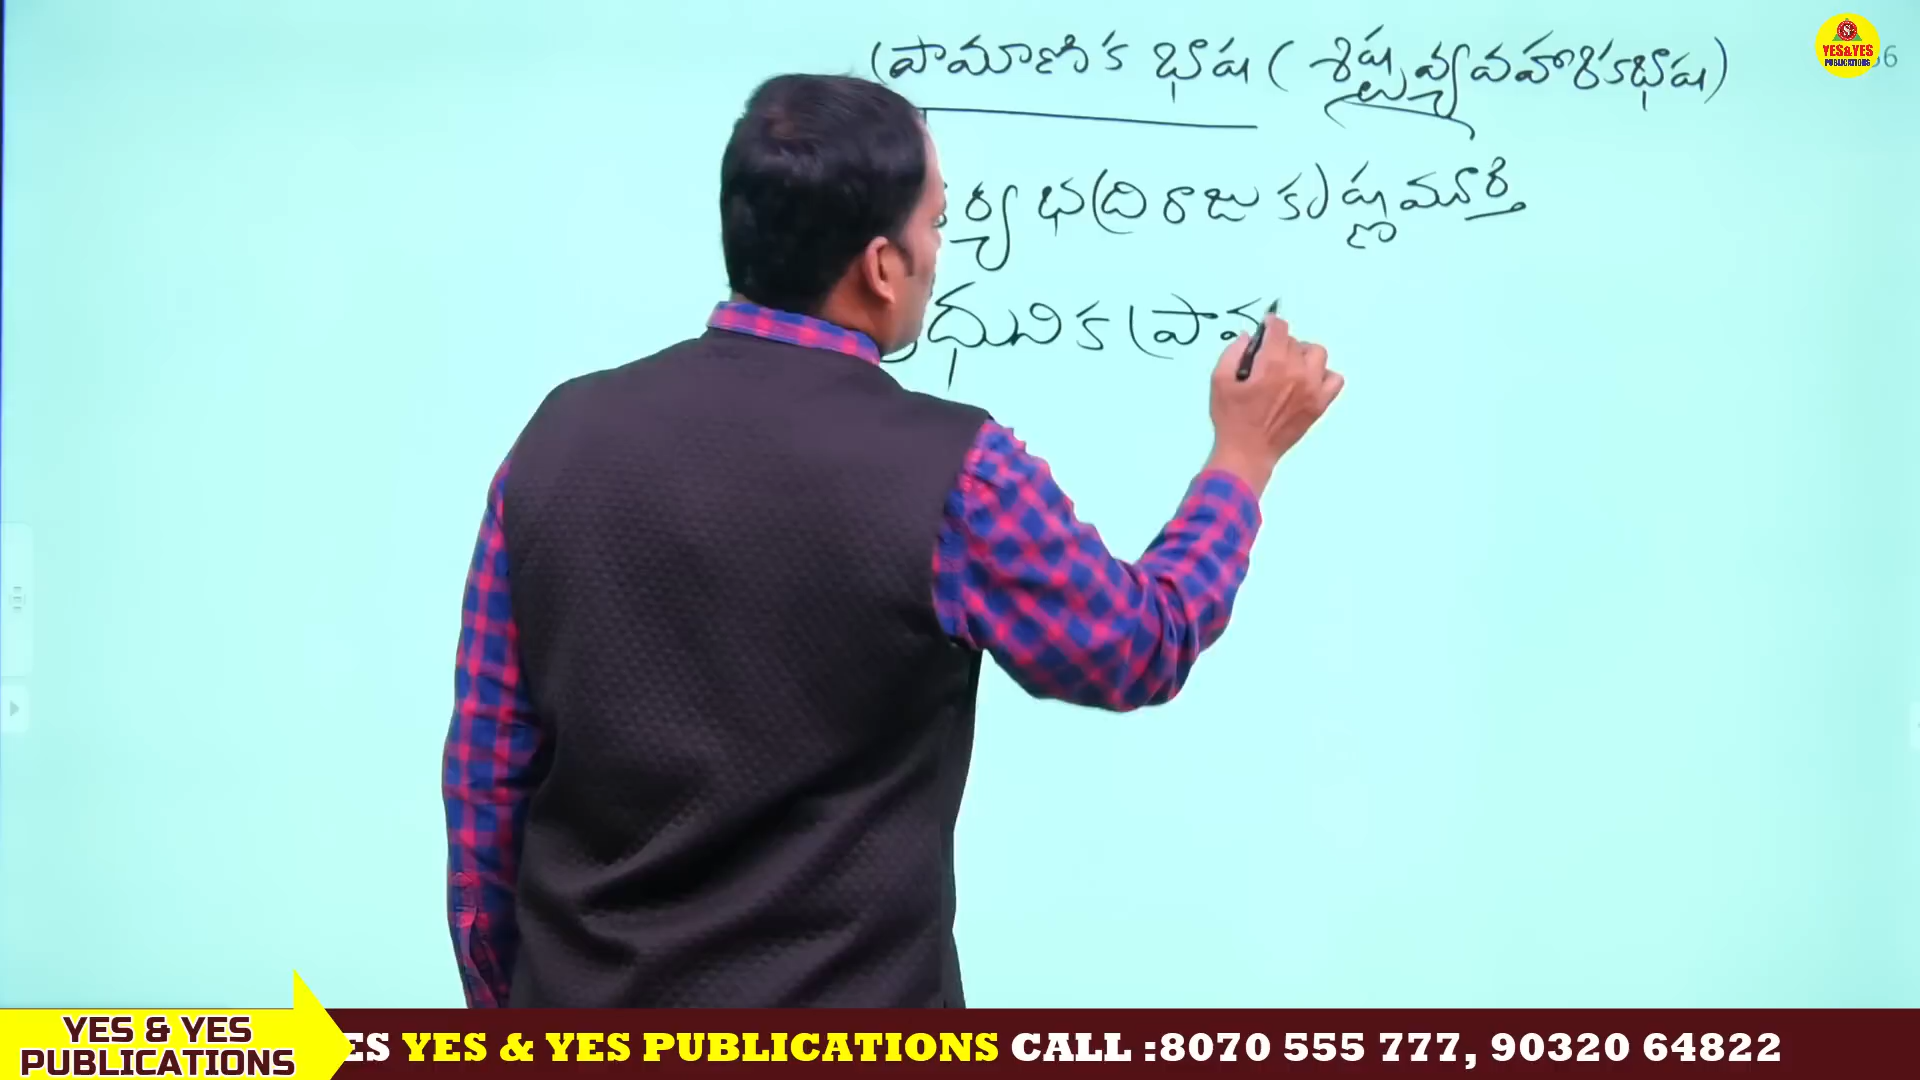 ప్రామాణిక భాష ( శిష్టవ్యవహారికభాష)
ర్య భద్రిరాజు కృష్ణమూర్తి
ధునిక ప్రామ
YES&YES
PUBLICATIONS
6
YES & YES
PUBLICATIONS
ES YES & YES PUBLICATIONS CALL :8070 555 777, 90320 64822